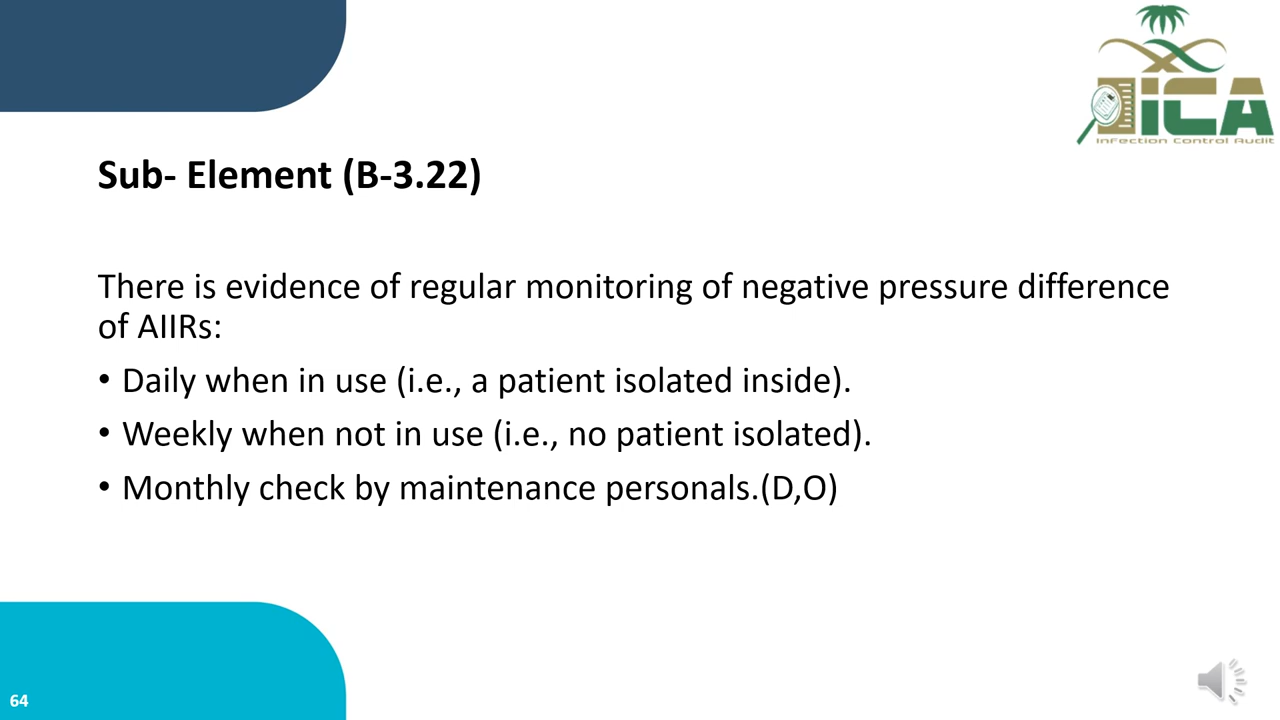 iCA
Infection Control Audit
Sub- Element (B-3.22)
There is evidence of regular monitoring of negative pressure difference
of AIIRs:
• Daily when in use (i.e., a patient isolated inside).
• Weekly when not in use (i.e., no patient isolated).
• Monthly check by maintenance personals.(D,O)
64